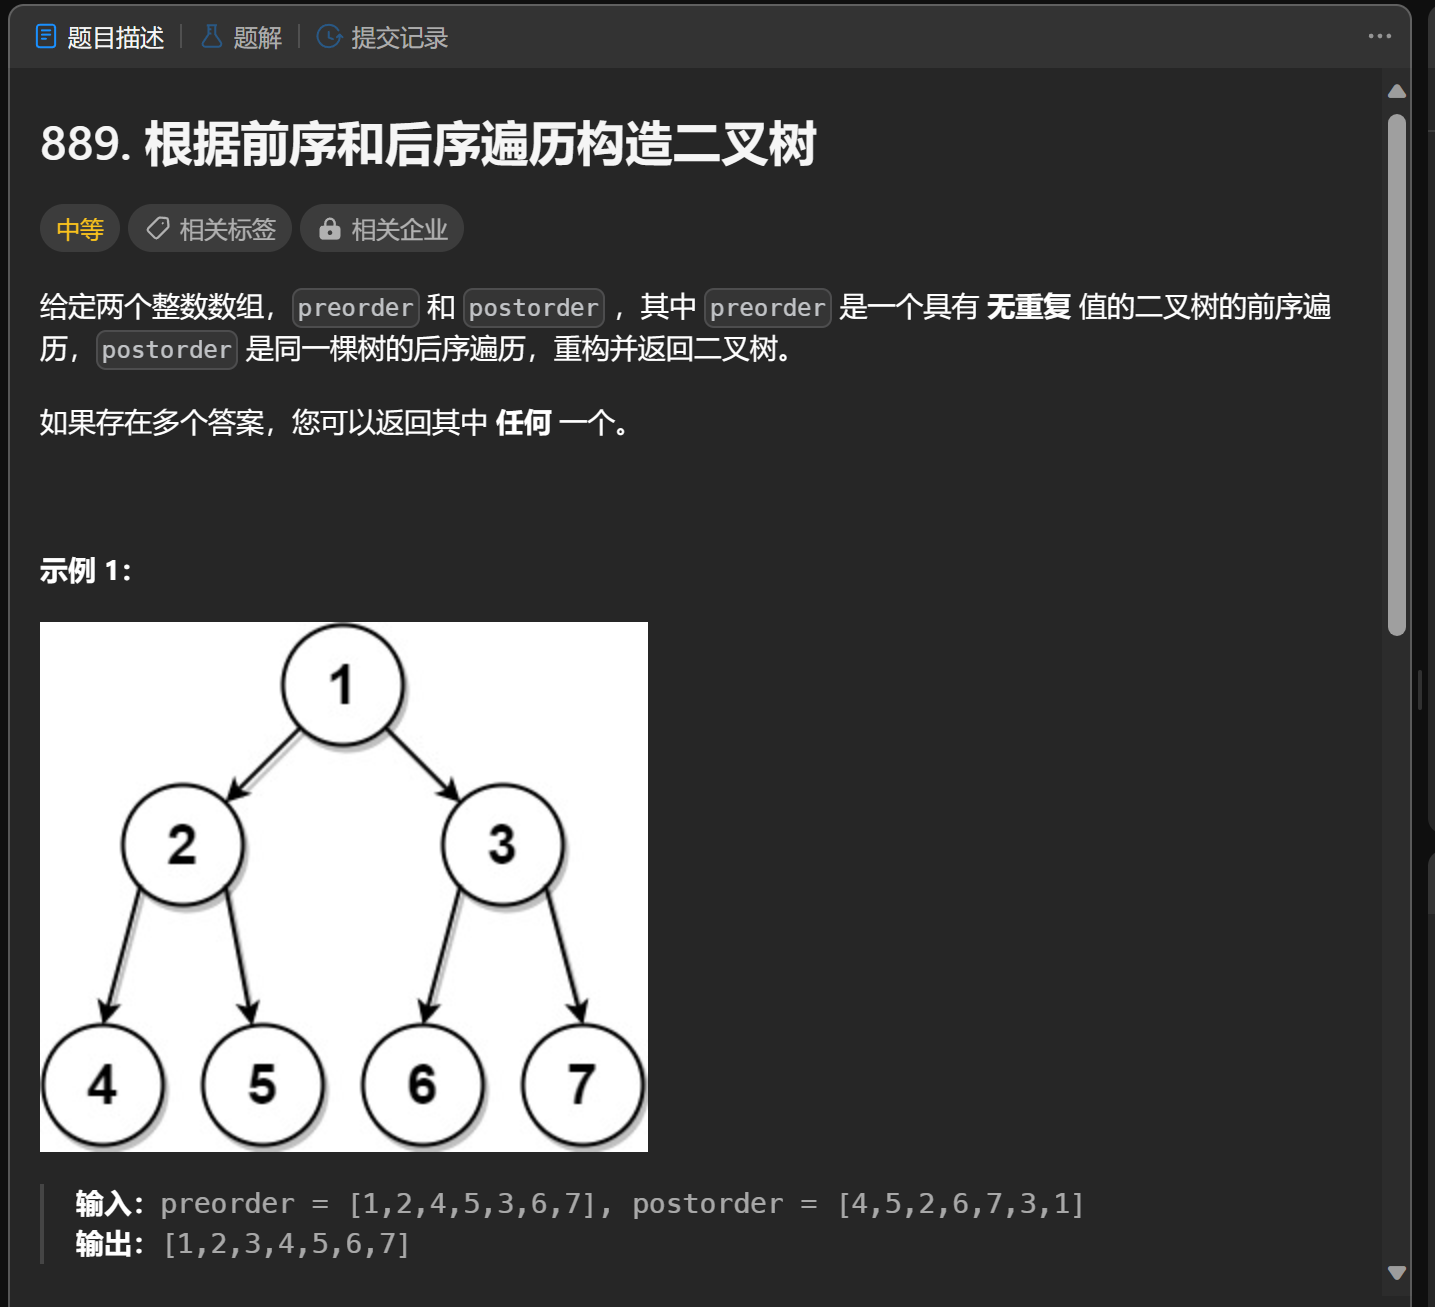 题目描述 题解 提交记录
889. 根据前序和后序遍历构造二叉树
中等 相关标签 相关企业
给定两个整数数组，preorder 和 postorder ，其中 preorder 是一个具有 无重复 值的二叉树的前序遍
历，postorder 是同一棵树的后序遍历，重构并返回二叉树。
如果存在多个答案，您可以返回其中 任何 一个。
示例 1：
1
2 3
4 5 6 7
输入：preorder = [1,2,4,5,3,6,7], postorder = [4,5,2,6,7,3,1]
输出：[1,2,3,4,5,6,7]